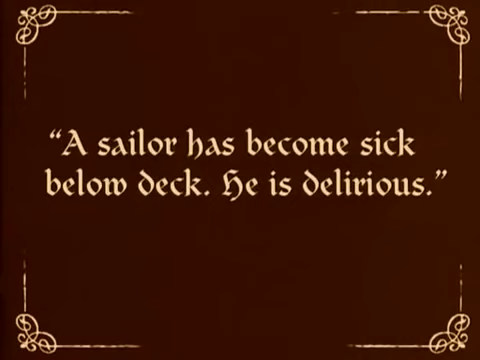 “A sailor has become sick
below deck. He is delirious.”